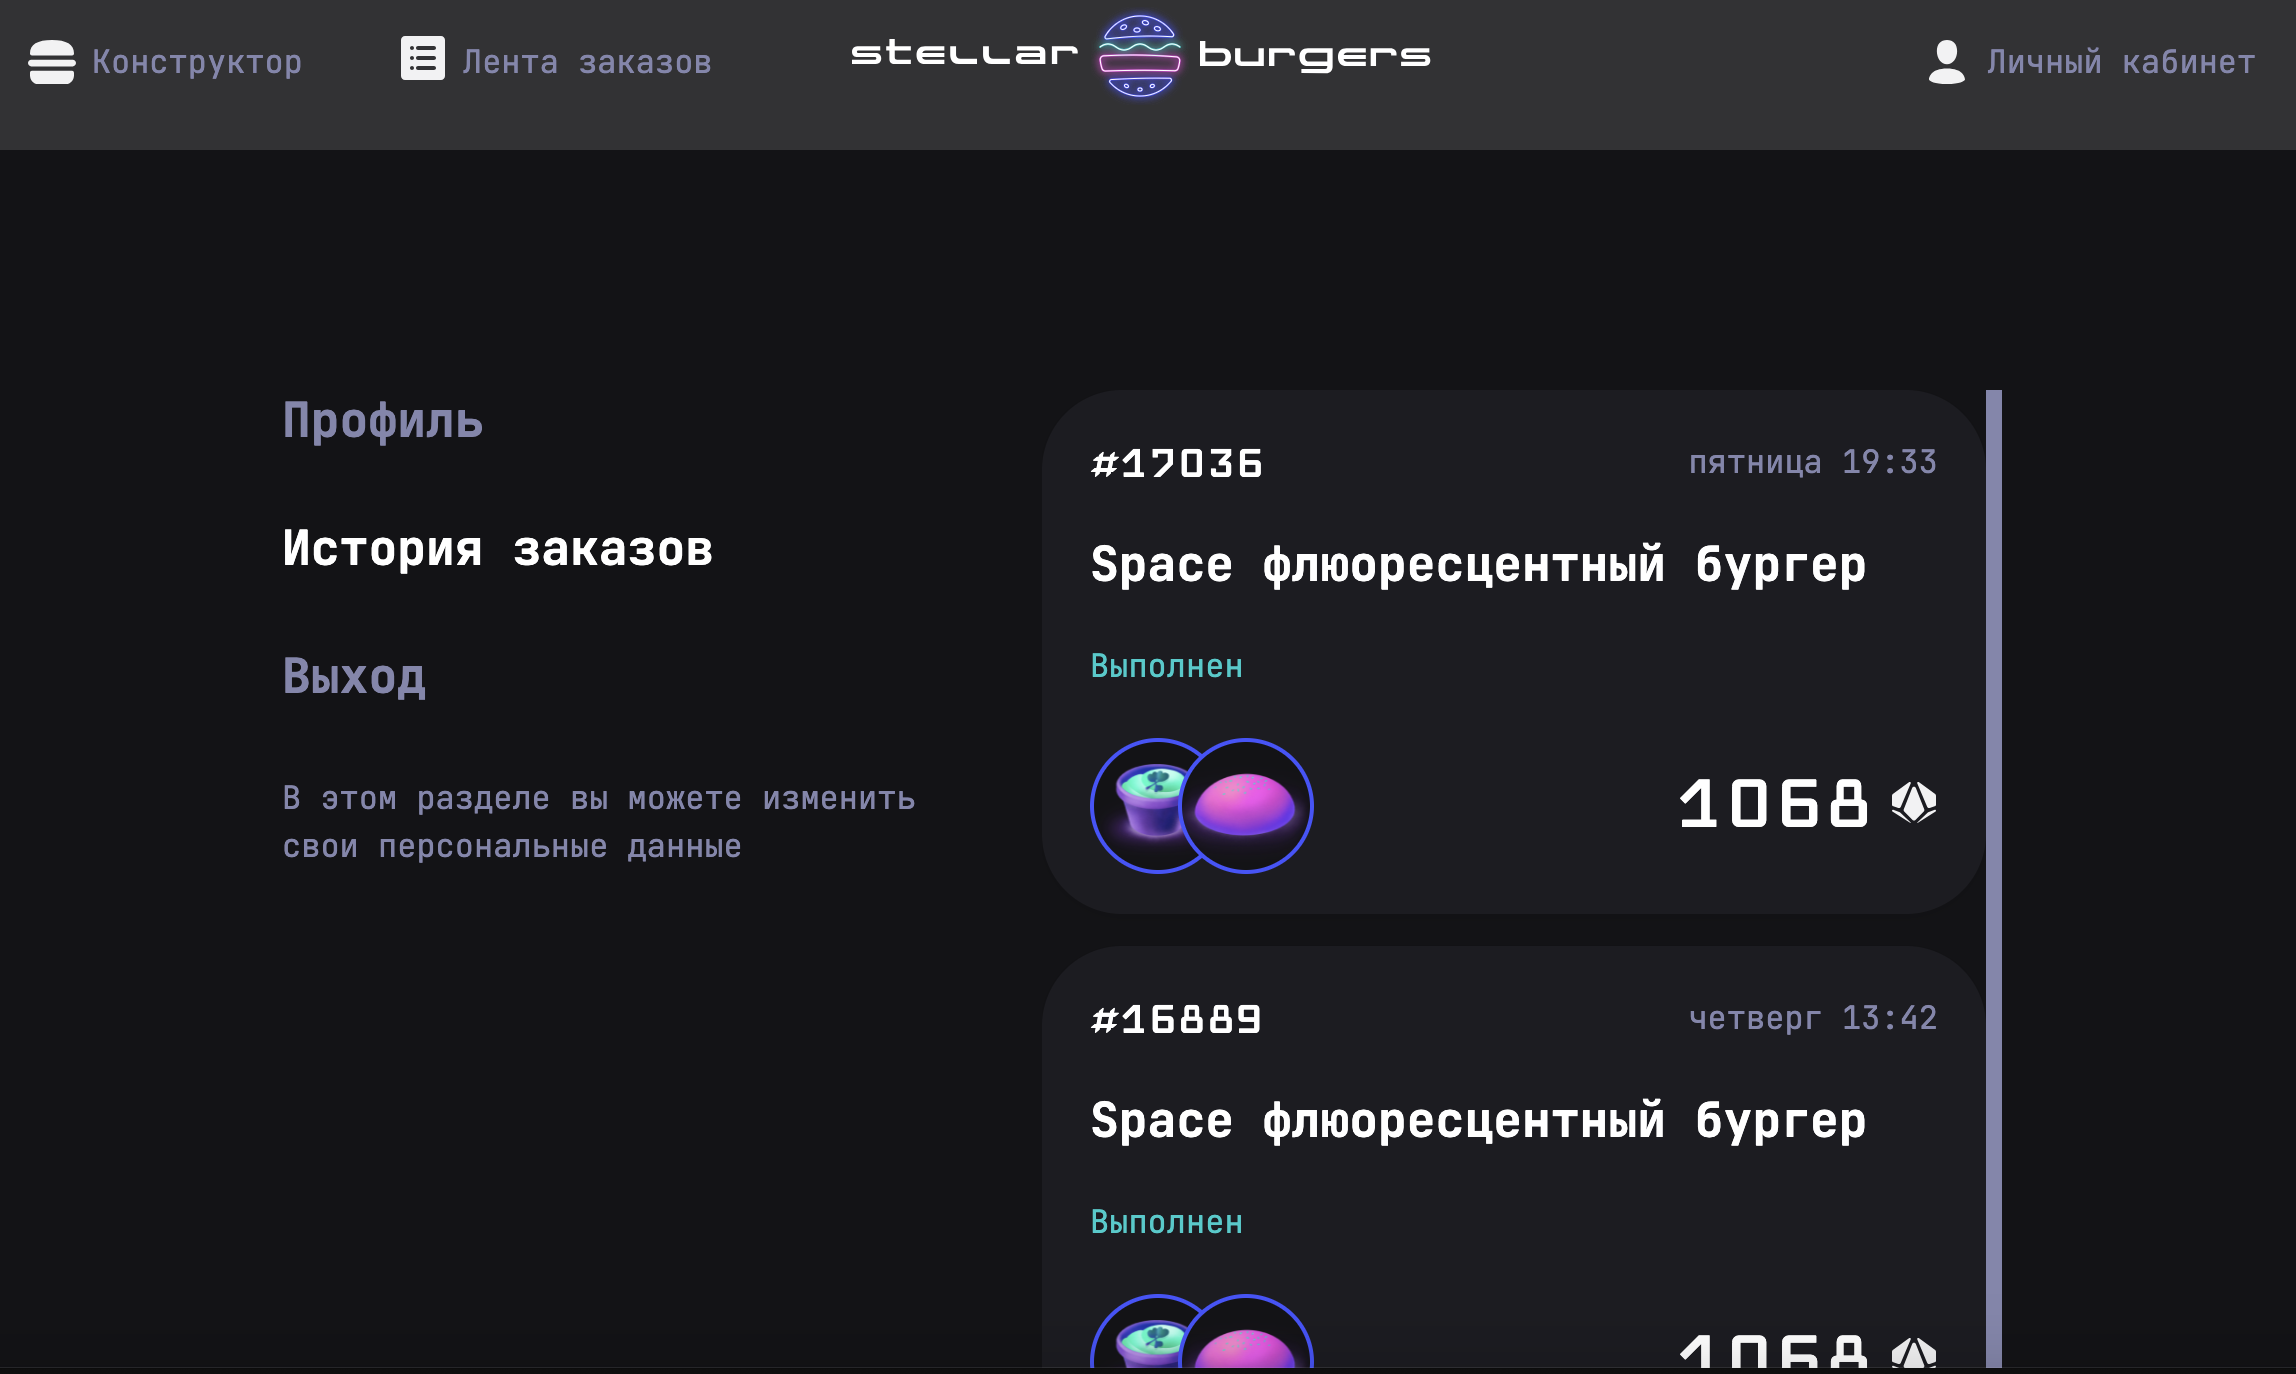 Конструктор
Лента заказов
stellar burgers
Личный кабинет
Профиль
История заказов
Выход
В этом разделе вы можете изменить
свои персональные данные
#17036
пятница 19:33
Space флюоресцентный бургер
Выполнен
1068
#16889
четверг 13:42
Space флюоресцентный бургер
Выполнен
1068